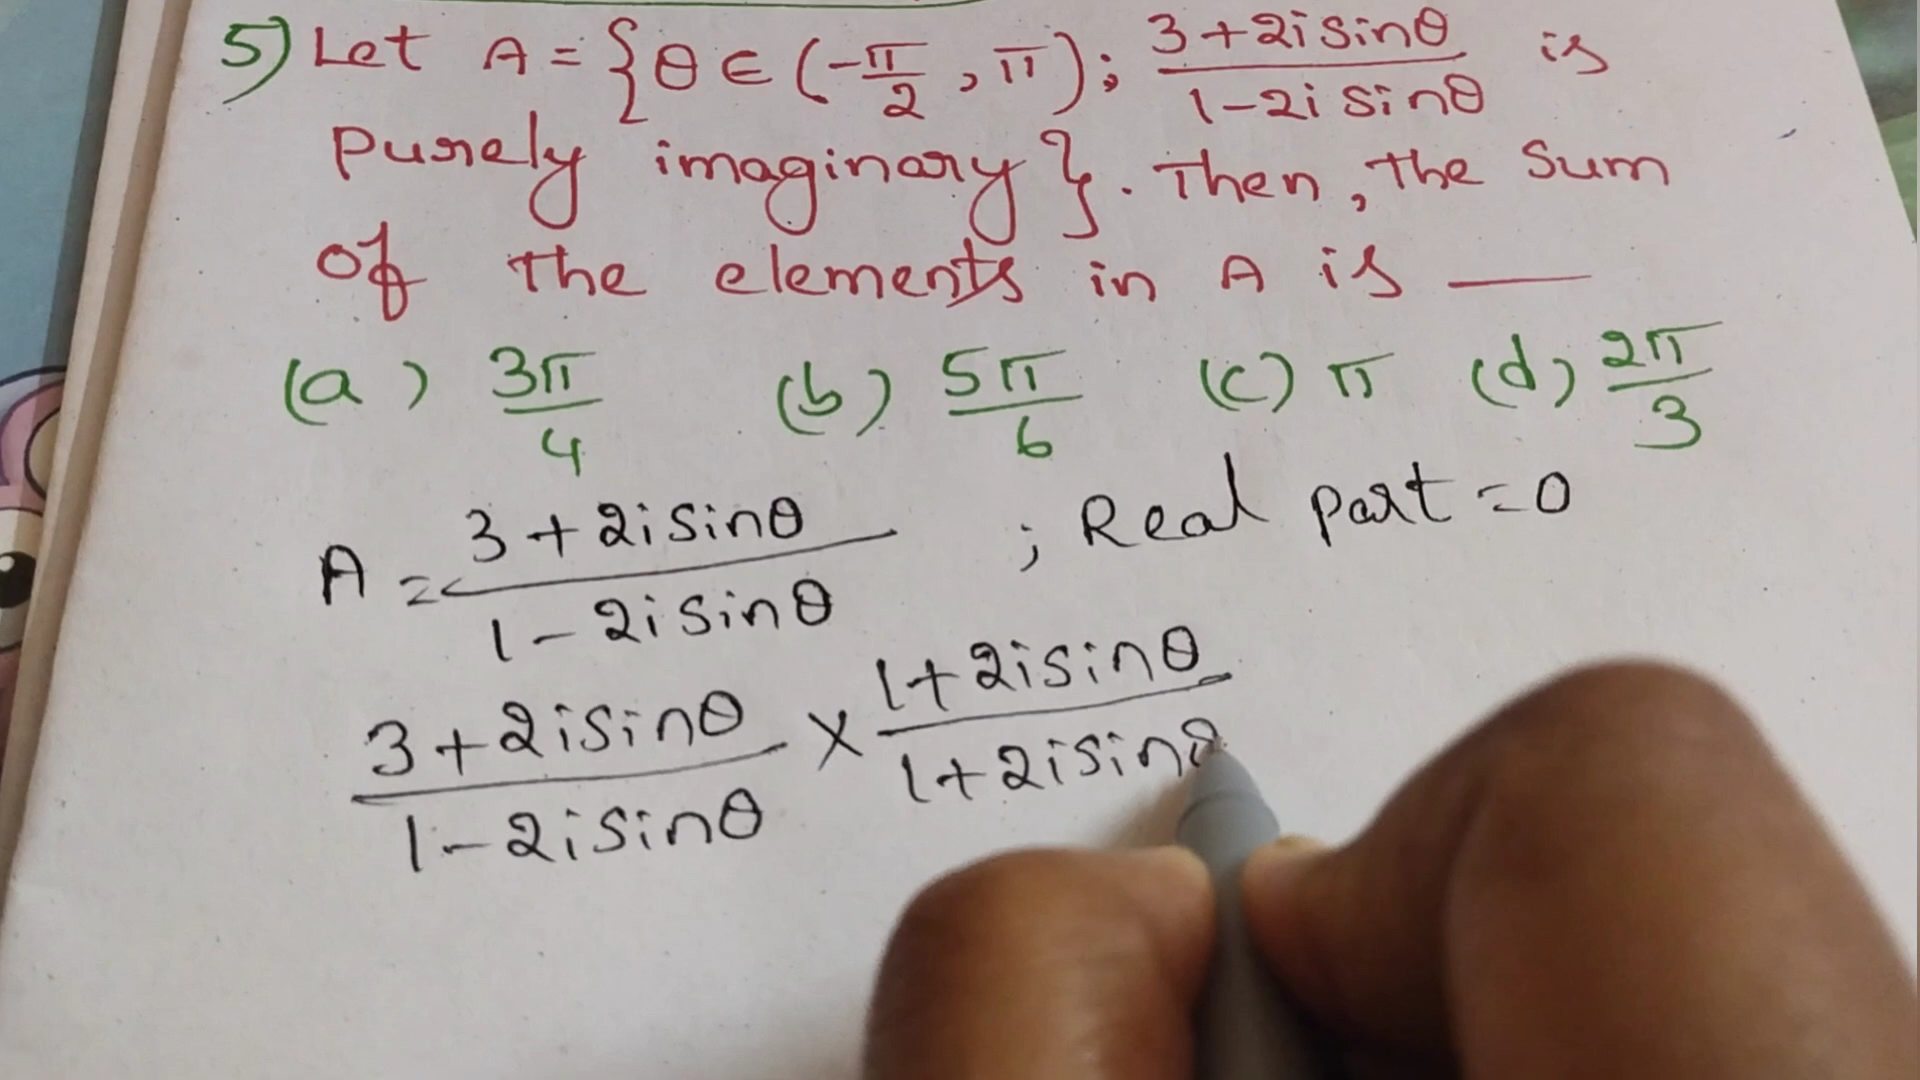 5) Let A = {θ ∈ (-π/2, π); (3+2i sinθ)/(1-2i sinθ) is
Purely imaginary}. Then, the sum
of the elements in A is ___
(a) 3π/4 (b) 5π/6 (c) π (d) 2π/3
A = (3+2i sinθ)/(1-2i sinθ) ; Real part = 0
(3+2i sinθ)/(1-2i sinθ) × (1+2i sinθ)/(1+2i sinθ)